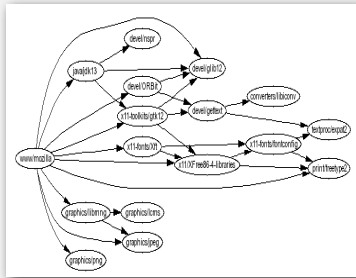 devel/nspr
java/jdk13
devel/glib12
devel/ORBit
converters/libiconv
x11-toolkits/gtk12
devel/gettext
textproc/expat2
x11-fonts/Xft
x11-fonts/fontconfig
www/mozilla
x11/XFree86-4-libraries
print/freetype2
graphics/libmng
graphics/lcms
graphics/jpeg
graphics/png